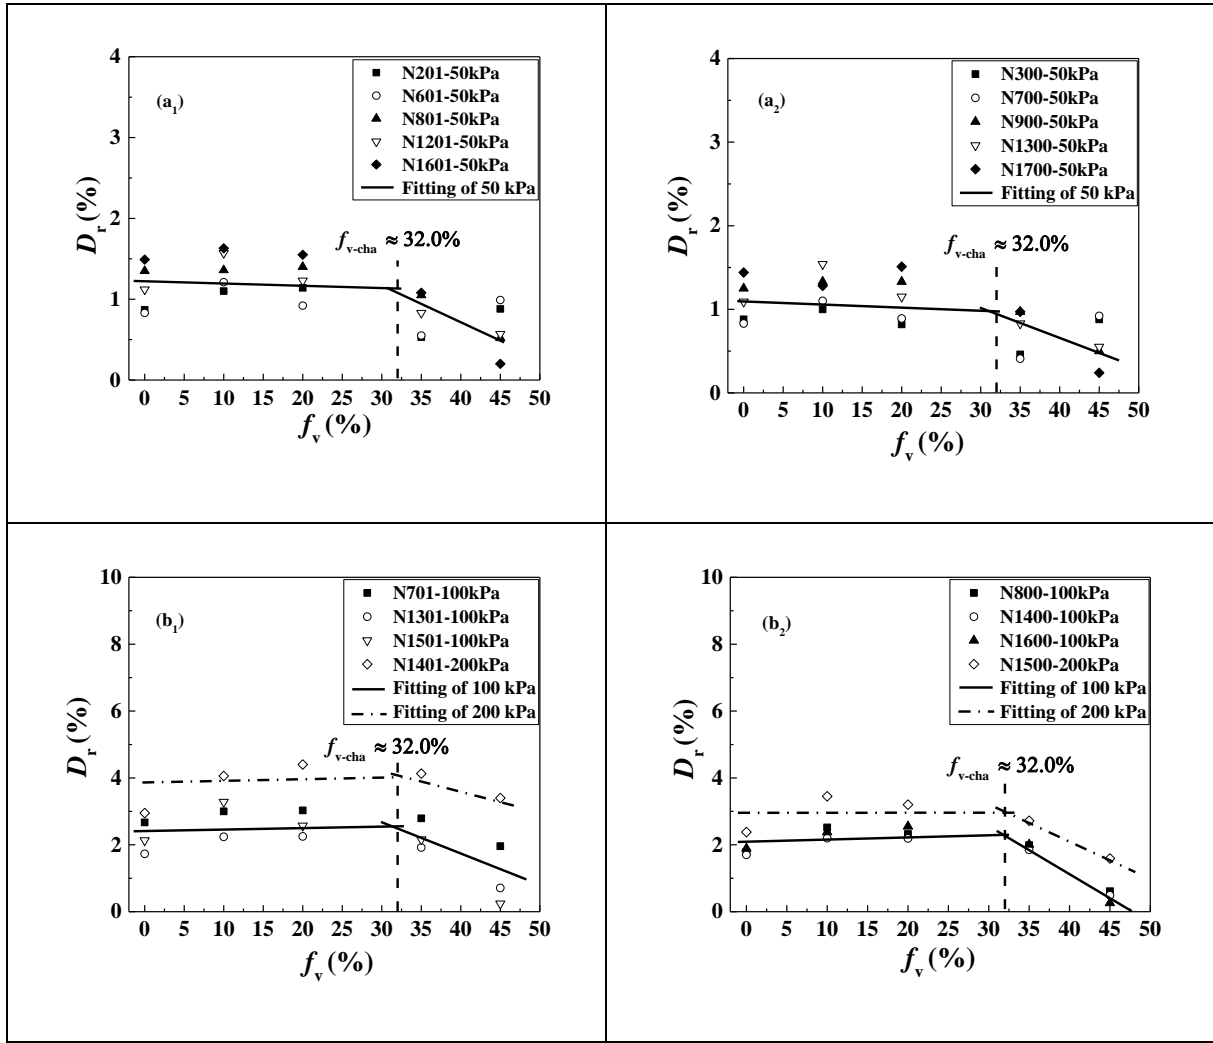 (a1)
N201-50kPa
N601-50kPa
N801-50kPa
N1201-50kPa
N1601-50kPa
Fitting of 50 kPa
fv-cha ≈ 32.0%
Dr (%)
4
3
2
1
0
0 5 10 15 20 25 30 35 40 45 50
fv (%)
(a2)
N300-50kPa
N700-50kPa
N900-50kPa
N1300-50kPa
N1700-50kPa
Fitting of 50 kPa
fv-cha ≈ 32.0%
Dr (%)
4
3
2
1
0
0 5 10 15 20 25 30 35 40 45 50
fv (%)
(b1)
N701-100kPa
N1301-100kPa
N1501-100kPa
N1401-200kPa
Fitting of 100 kPa
Fitting of 200 kPa
fv-cha ≈ 32.0%
Dr (%)
10
8
6
4
2
0
0 5 10 15 20 25 30 35 40 45 50
fv (%)
(b2)
N800-100kPa
N1400-100kPa
N1600-100kPa
N1500-200kPa
Fitting of 100 kPa
Fitting of 200 kPa
fv-cha ≈ 32.0%
Dr (%)
10
8
6
4
2
0
0 5 10 15 20 25 30 35 40 45 50
fv (%)